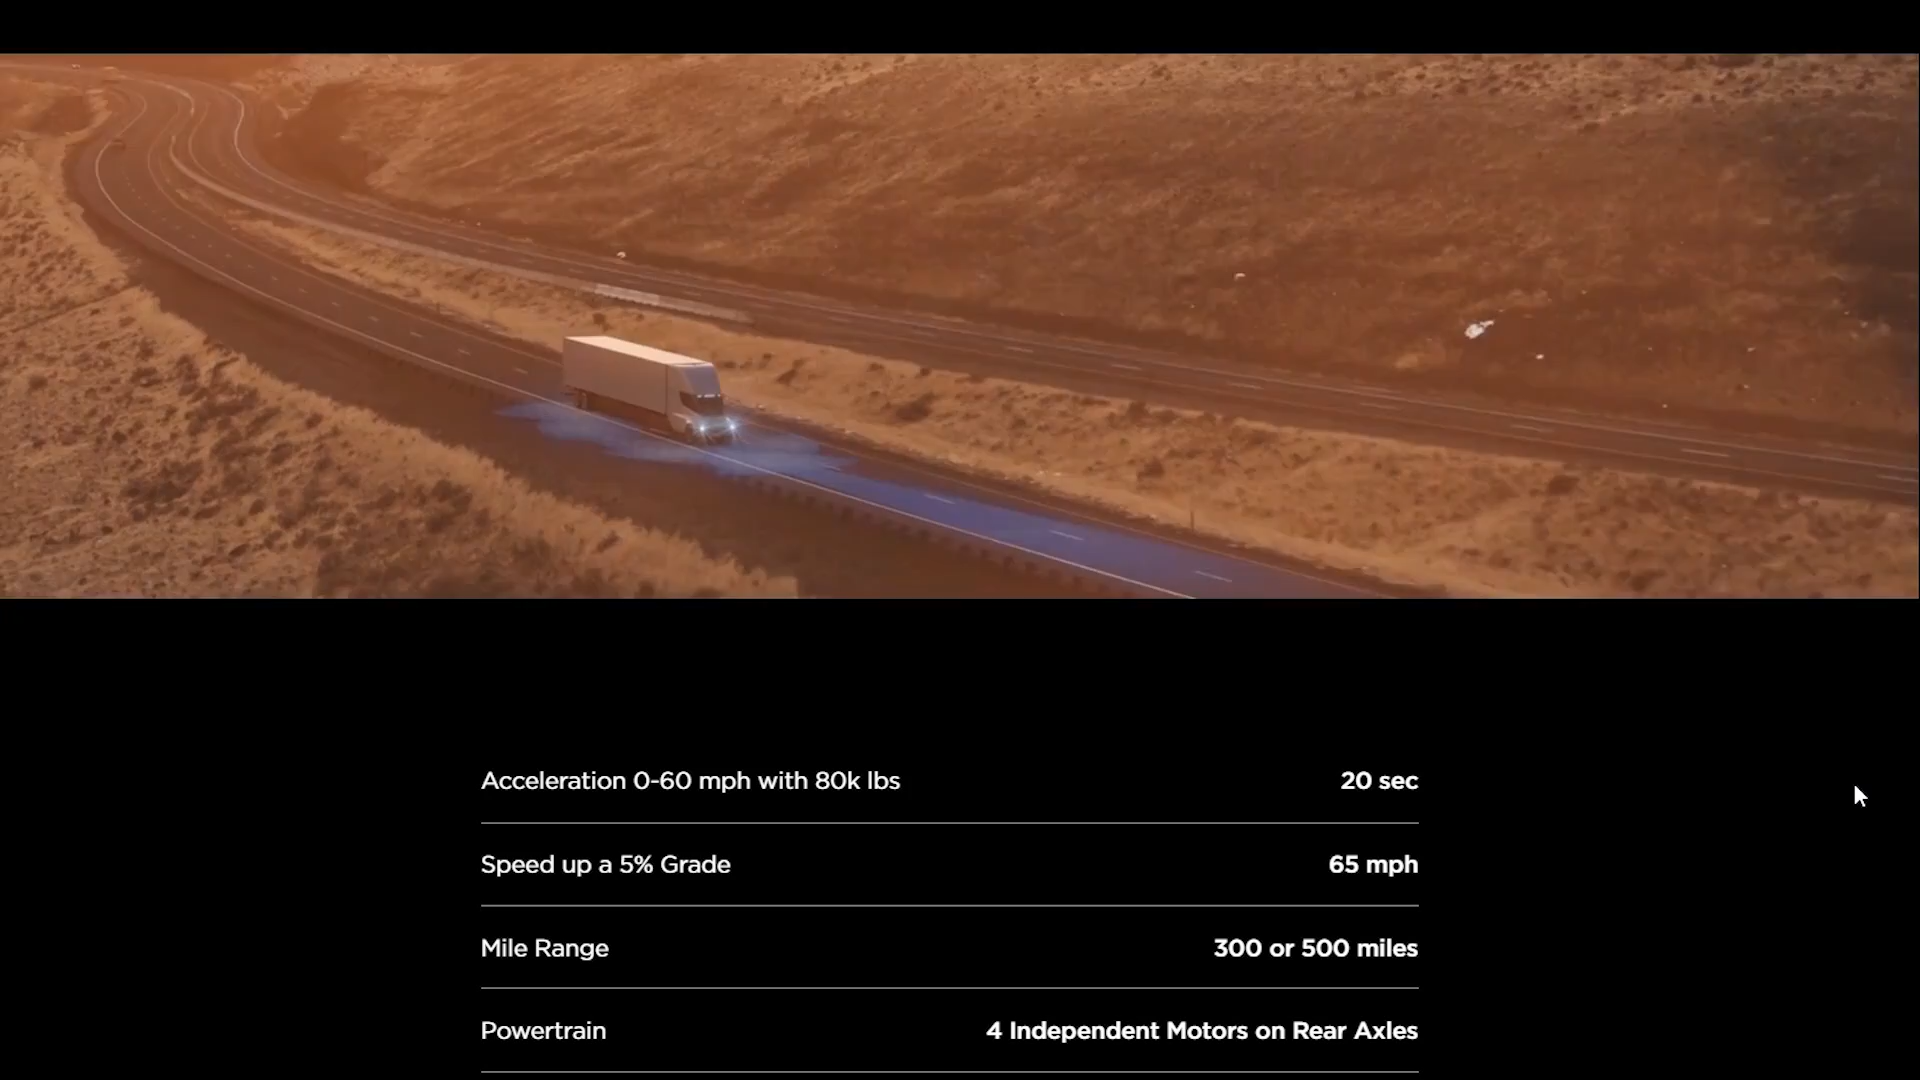 Acceleration 0-60 mph with 80k lbs 20 sec
Speed up a 5% Grade 65 mph
Mile Range 300 or 500 miles
Powertrain 4 Independent Motors on Rear Axles